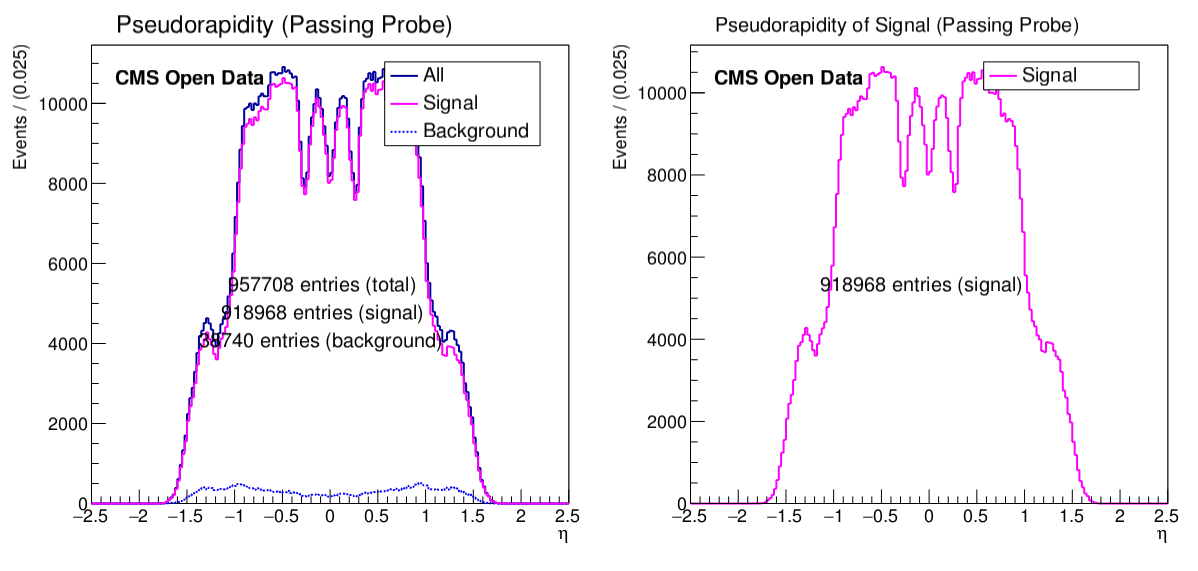 Pseudorapidity (Passing Probe)
Events / (0.025)
CMS Open Data
All
Signal
Background
10000
8000
6000
4000
2000
0
957708 entries (total)
918968 entries (signal)
38740 entries (background)
−2.5 −2 −1.5 −1 −0.5 0 0.5 1 1.5 2 2.5
η
Pseudorapidity of Signal (Passing Probe)
Events / (0.025)
CMS Open Data
Signal
10000
8000
6000
4000
2000
0
918968 entries (signal)
−2.5 −2 −1.5 −1 −0.5 0 0.5 1 1.5 2 2.5
η